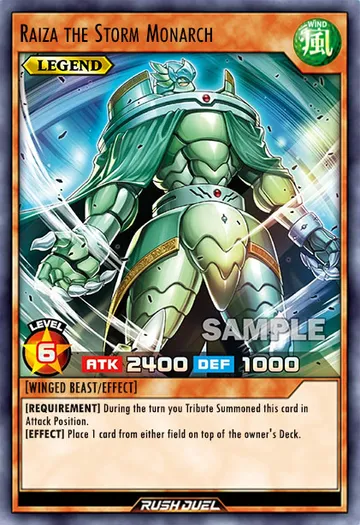 RAIZA THE STORM MONARCH
WIND
風
LEGEND
SAMPLE
LEVEL
6
ATK 2400 DEF 1000
[WINGED BEAST/EFFECT]
[REQUIREMENT] During the turn you Tribute Summoned this card in
Attack Position.
[EFFECT] Place 1 card from either field on top of the owner's Deck.
RUSH DUEL